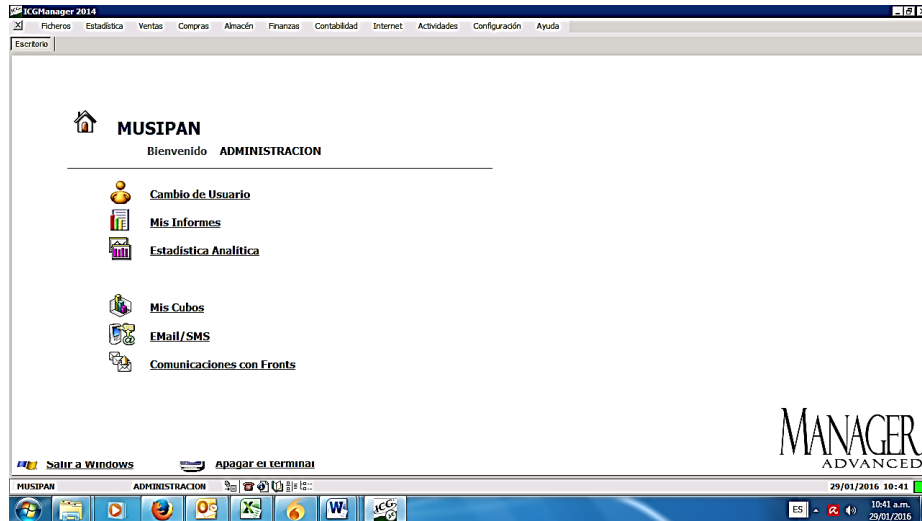 ICGManager 2014
Ficheros Estadística Ventas Compras Almacén Finanzas Contabilidad Internet Actividades Configuración Ayuda
Escritorio
MUSIPAN
Bienvenido ADMINISTRACION
Cambio de Usuario
Mis Informes
Estadística Analítica
Mis Cubos
EMail/SMS
Comunicaciones con Fronts
MANAGER
ADVANCED
Salir a Windows Apagar el terminal
MUSIPAN ADMINISTRACION 29/01/2016 10:41
ES 10:41 a.m.
29/01/2016